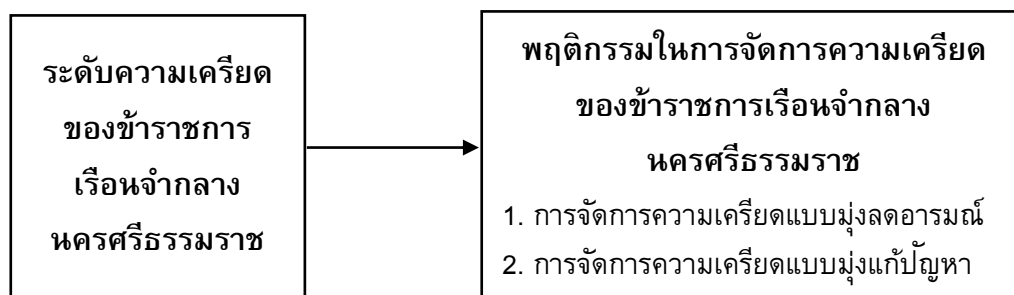 ระดับความเครียด
ของข้าราชการ
เรือนจำกลาง
นครศรีธรรมราช
พฤติกรรมในการจัดการความเครียด
ของข้าราชการเรือนจำกลาง
นครศรีธรรมราช
1. การจัดการความเครียดแบบมุ่งลดอารมณ์
2. การจัดการความเครียดแบบมุ่งแก้ปัญหา